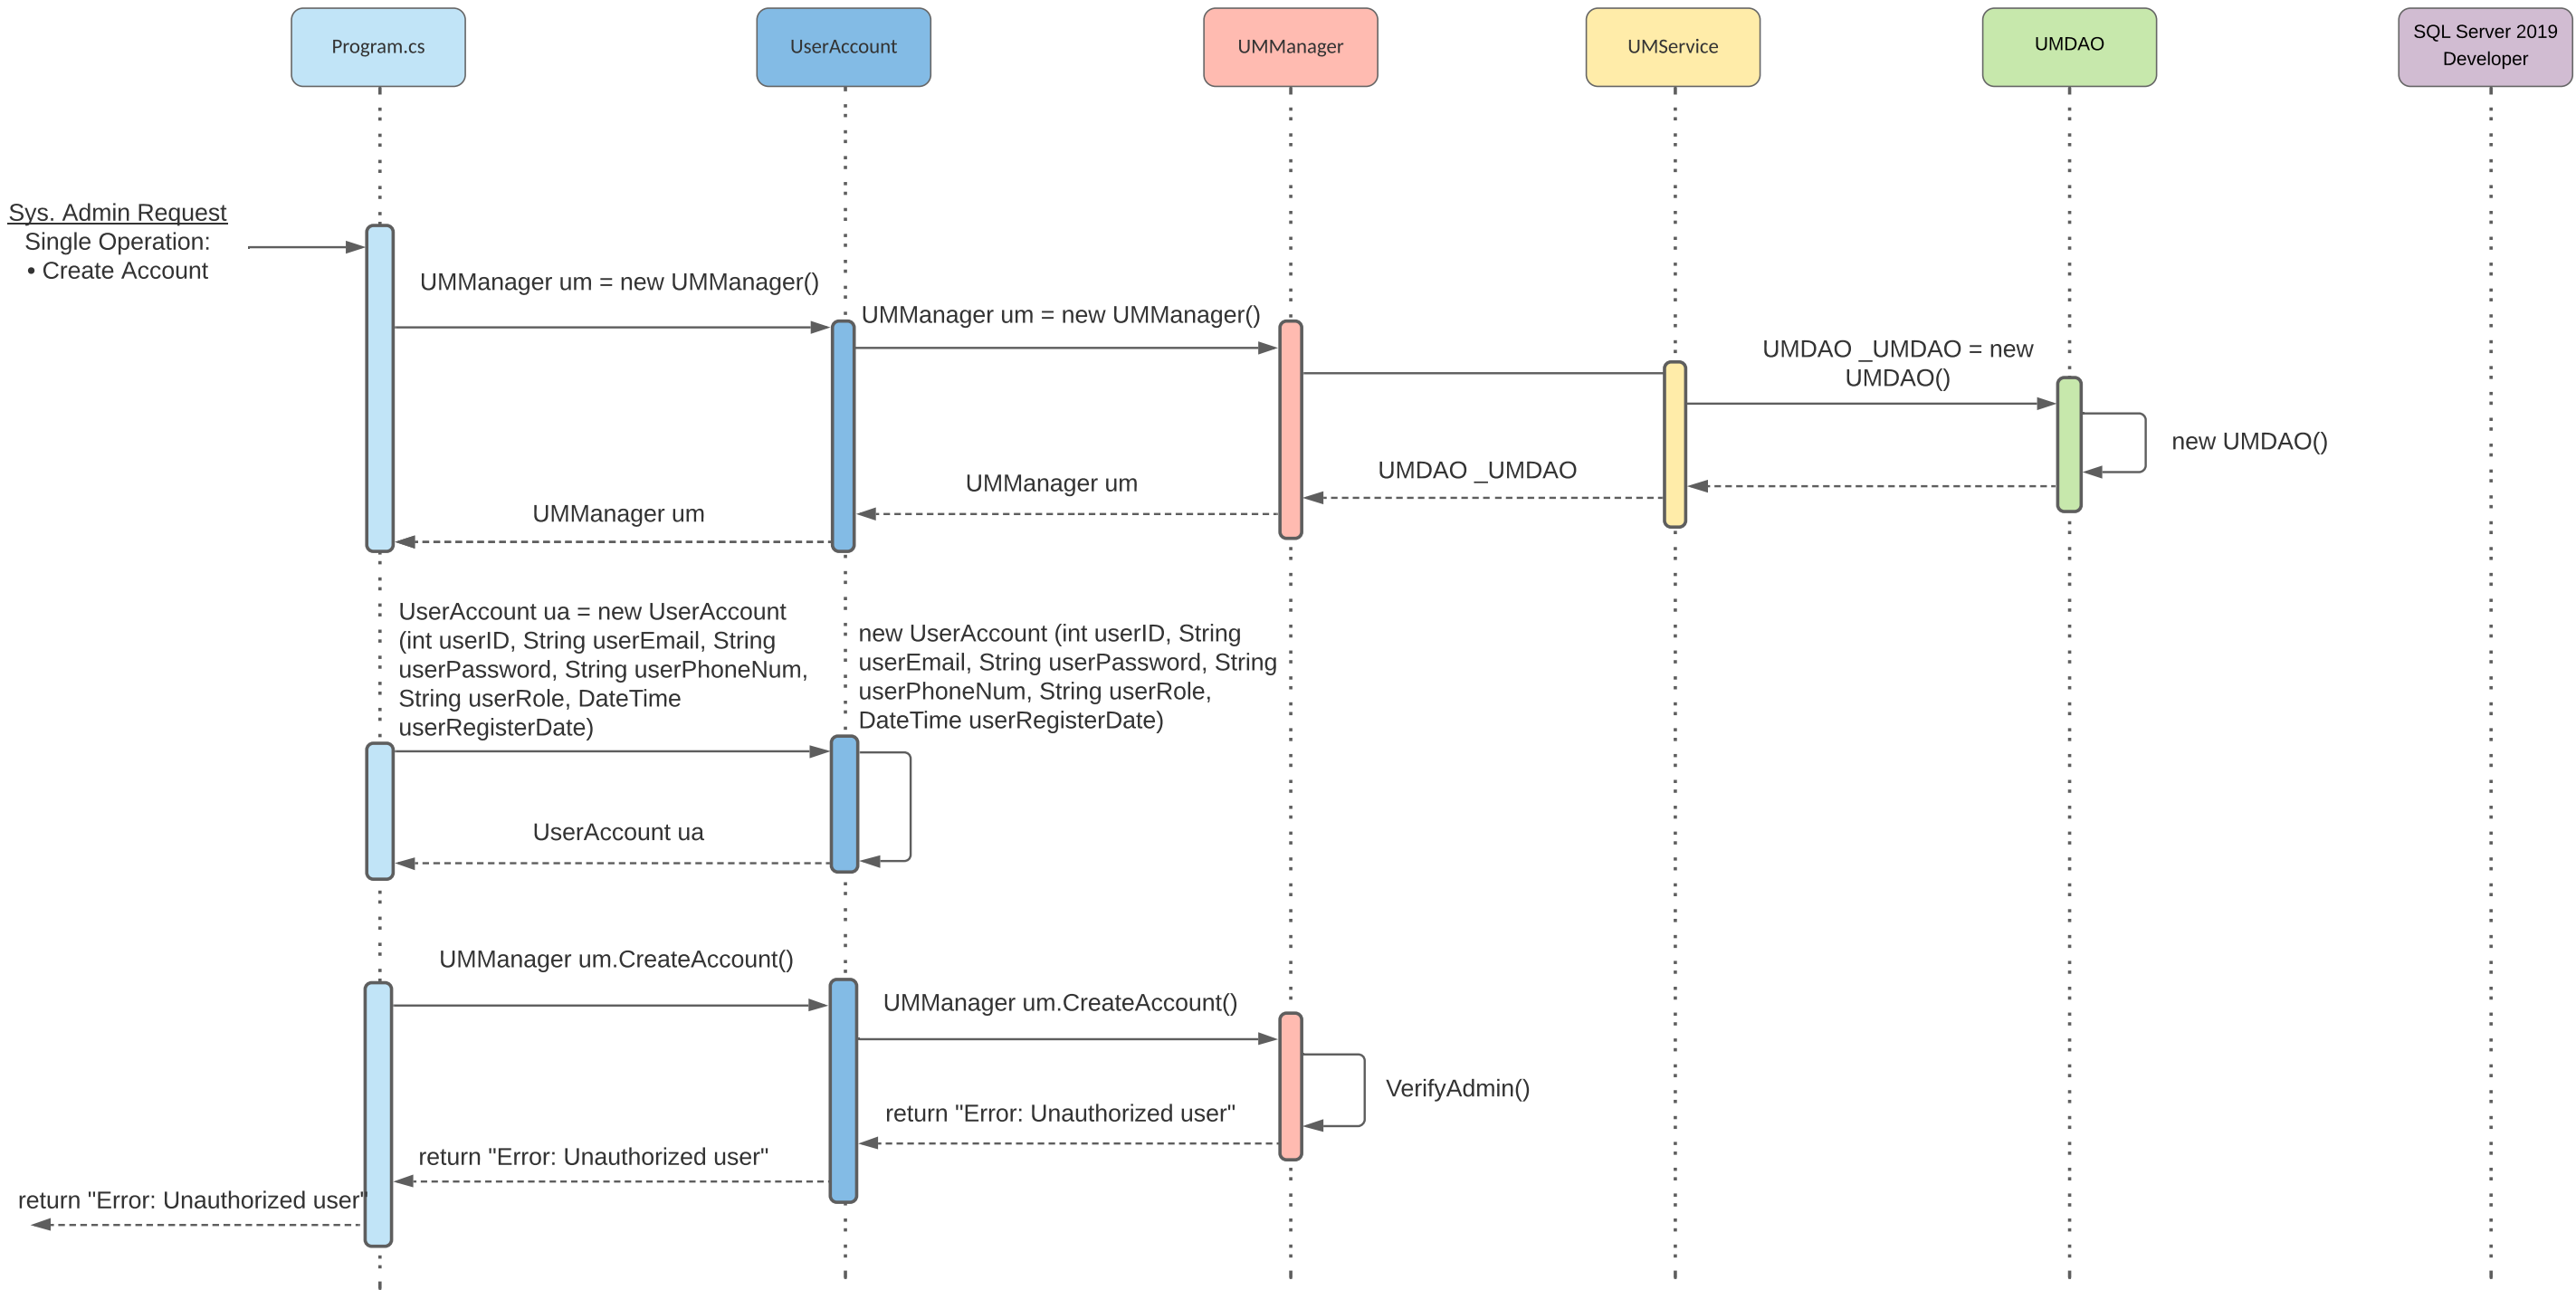 Program.cs
UserAccount
UMManager
UMService
UMDAO
SQL Server 2019
Developer
Sys. Admin Request
Single Operation:
• Create Account
UMManager um = new UMManager()
UMManager um = new UMManager()
UMDAO _UMDAO = new
UMDAO()
new UMDAO()
UMDAO _UMDAO
UMManager um
UMManager um
UserAccount ua = new UserAccount
(int userID, String userEmail, String
userPassword, String userPhoneNum,
String userRole, DateTime
userRegisterDate)
new UserAccount (int userID, String
userEmail, String userPassword, String
userPhoneNum, String userRole,
DateTime userRegisterDate)
UserAccount ua
UMManager um.CreateAccount()
UMManager um.CreateAccount()
VerifyAdmin()
return "Error: Unauthorized user"
return "Error: Unauthorized user"
return "Error: Unauthorized user"